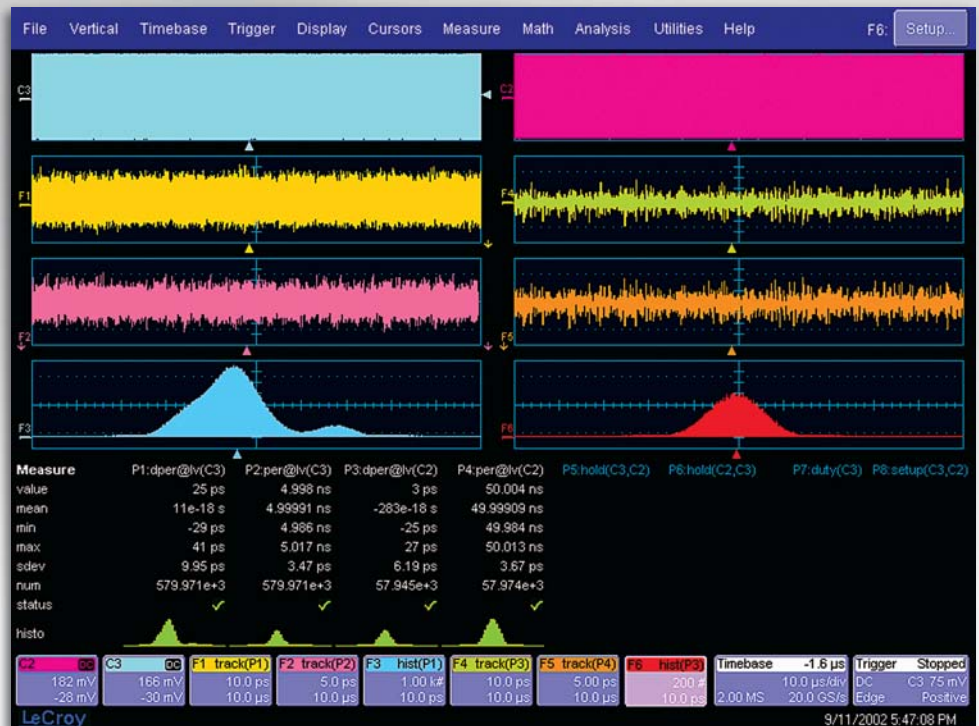 File Vertical Timebase Trigger Display Cursors Measure Math Analysis Utilities Help F6: Setup...
C3 C2
F1 F4
F2 F5
F3 F6
Measure P1:dper@lv(C3) P2:per@lv(C3) P3:dper@lv(C2) P4:per@lv(C2) P5:hold(C3,C2) P6:hold(C2,C3) P7:duty(C3) P8:setup(C3,C2)
value 25 ps 4.998 ns 3 ps 50.004 ns
mean 11e-18 s 4.99991 ns -283e-18 s 49.99909 ns
min -29 ps 4.986 ns -25 ps 49.984 ns
max 41 ps 5.017 ns 27 ps 50.013 ns
sdev 9.95 ps 3.47 ps 6.19 ps 3.67 ps
num 579.971e+3 579.971e+3 57.945e+3 57.974e+3
status
histo
C2 DC C3 DC F1 track(P1) F2 track(P2) F3 hist(P1) F4 track(P3) F5 track(P4) F6 hist(P3) Timebase -1.6 µs Trigger Stopped
182 mV 166 mV 10.0 ps 5.0 ps 1.00 k# 10.0 ps 5.00 ps 200 # 10.0 µs/div DC C3 75 mV
-28 mV -30 mV 10.0 µs 10.0 µs 10.0 ps 10.0 µs 10.0 µs 10.0 ps 2.00 MS 20.0 GS/s Edge Positive
LeCroy 9/11/2002 5:47:08 PM